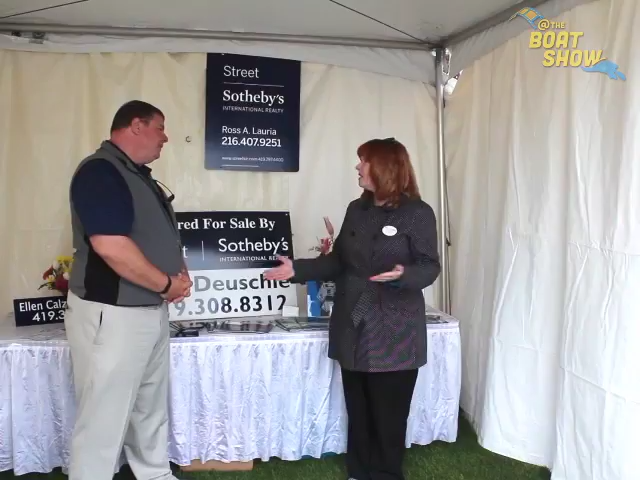 @THE
BOAT
SHOW
Street
Sotheby's
INTERNATIONAL REALTY
Ross A. Lauria
216.407.9251
red For Sale By
Sotheby's
INTERNATIONAL REALTY
Deuschle
9.308.8312
Ellen Calz
419.3